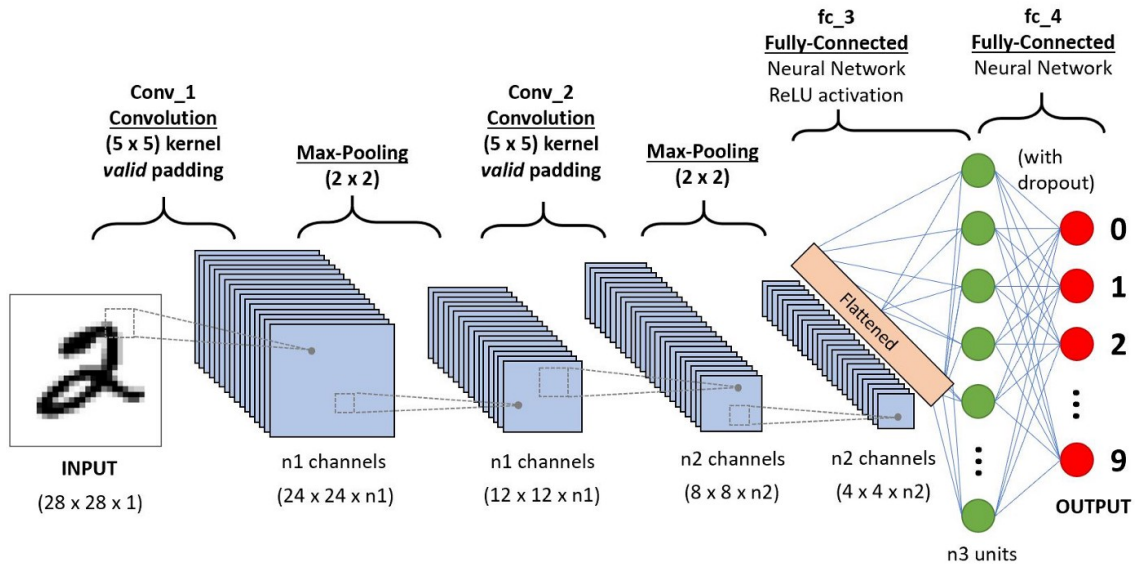 Conv_1
Convolution
(5 x 5) kernel
valid padding
Max-Pooling
(2 x 2)
Conv_2
Convolution
(5 x 5) kernel
valid padding
Max-Pooling
(2 x 2)
fc_3
Fully-Connected
Neural Network
ReLU activation
fc_4
Fully-Connected
Neural Network
(with
dropout)
2
INPUT
(28 x 28 x 1)
n1 channels
(24 x 24 x n1)
n1 channels
(12 x 12 x n1)
n2 channels
(8 x 8 x n2)
n2 channels
(4 x 4 x n2)
Flattened
n3 units
0
1
2
9
OUTPUT